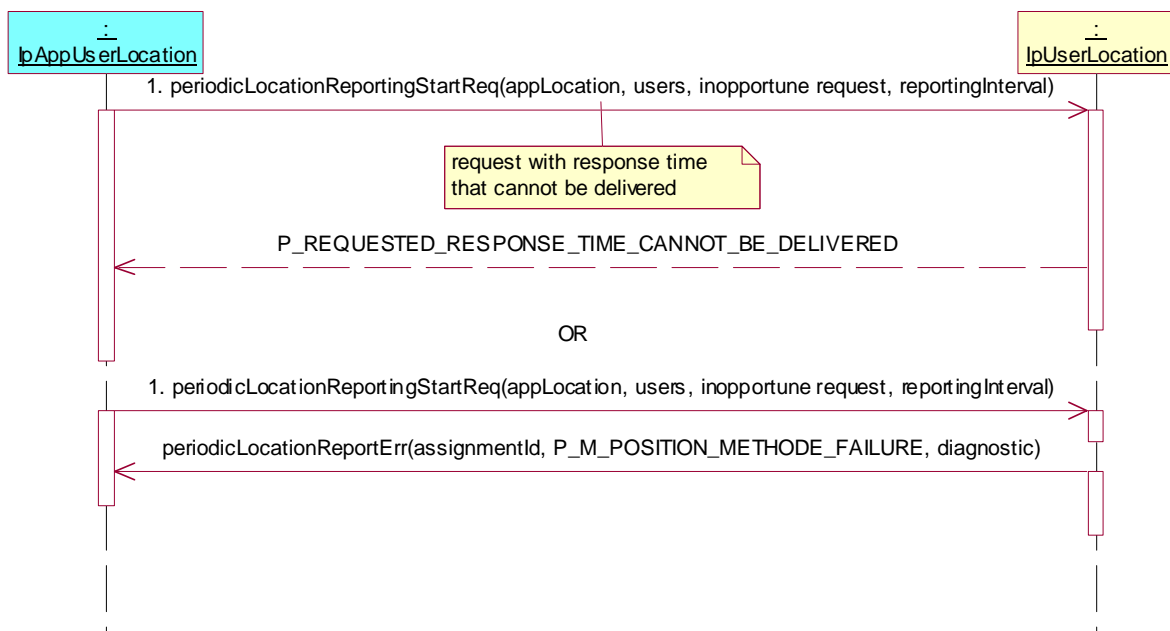 :
IpAppUserLocation
:
IpUserLocation
1. periodicLocationReportingStartReq(appLocation, users, inopportune request, reportingInterval)
request with response time
that cannot be delivered
P_REQUESTED_RESPONSE_TIME_CANNOT_BE_DELIVERED
OR
1. periodicLocationReportingStartReq(appLocation, users, inopportune request, reportingInterval)
periodicLocationReportErr(assignmentId, P_M_POSITION_METHODE_FAILURE, diagnostic)